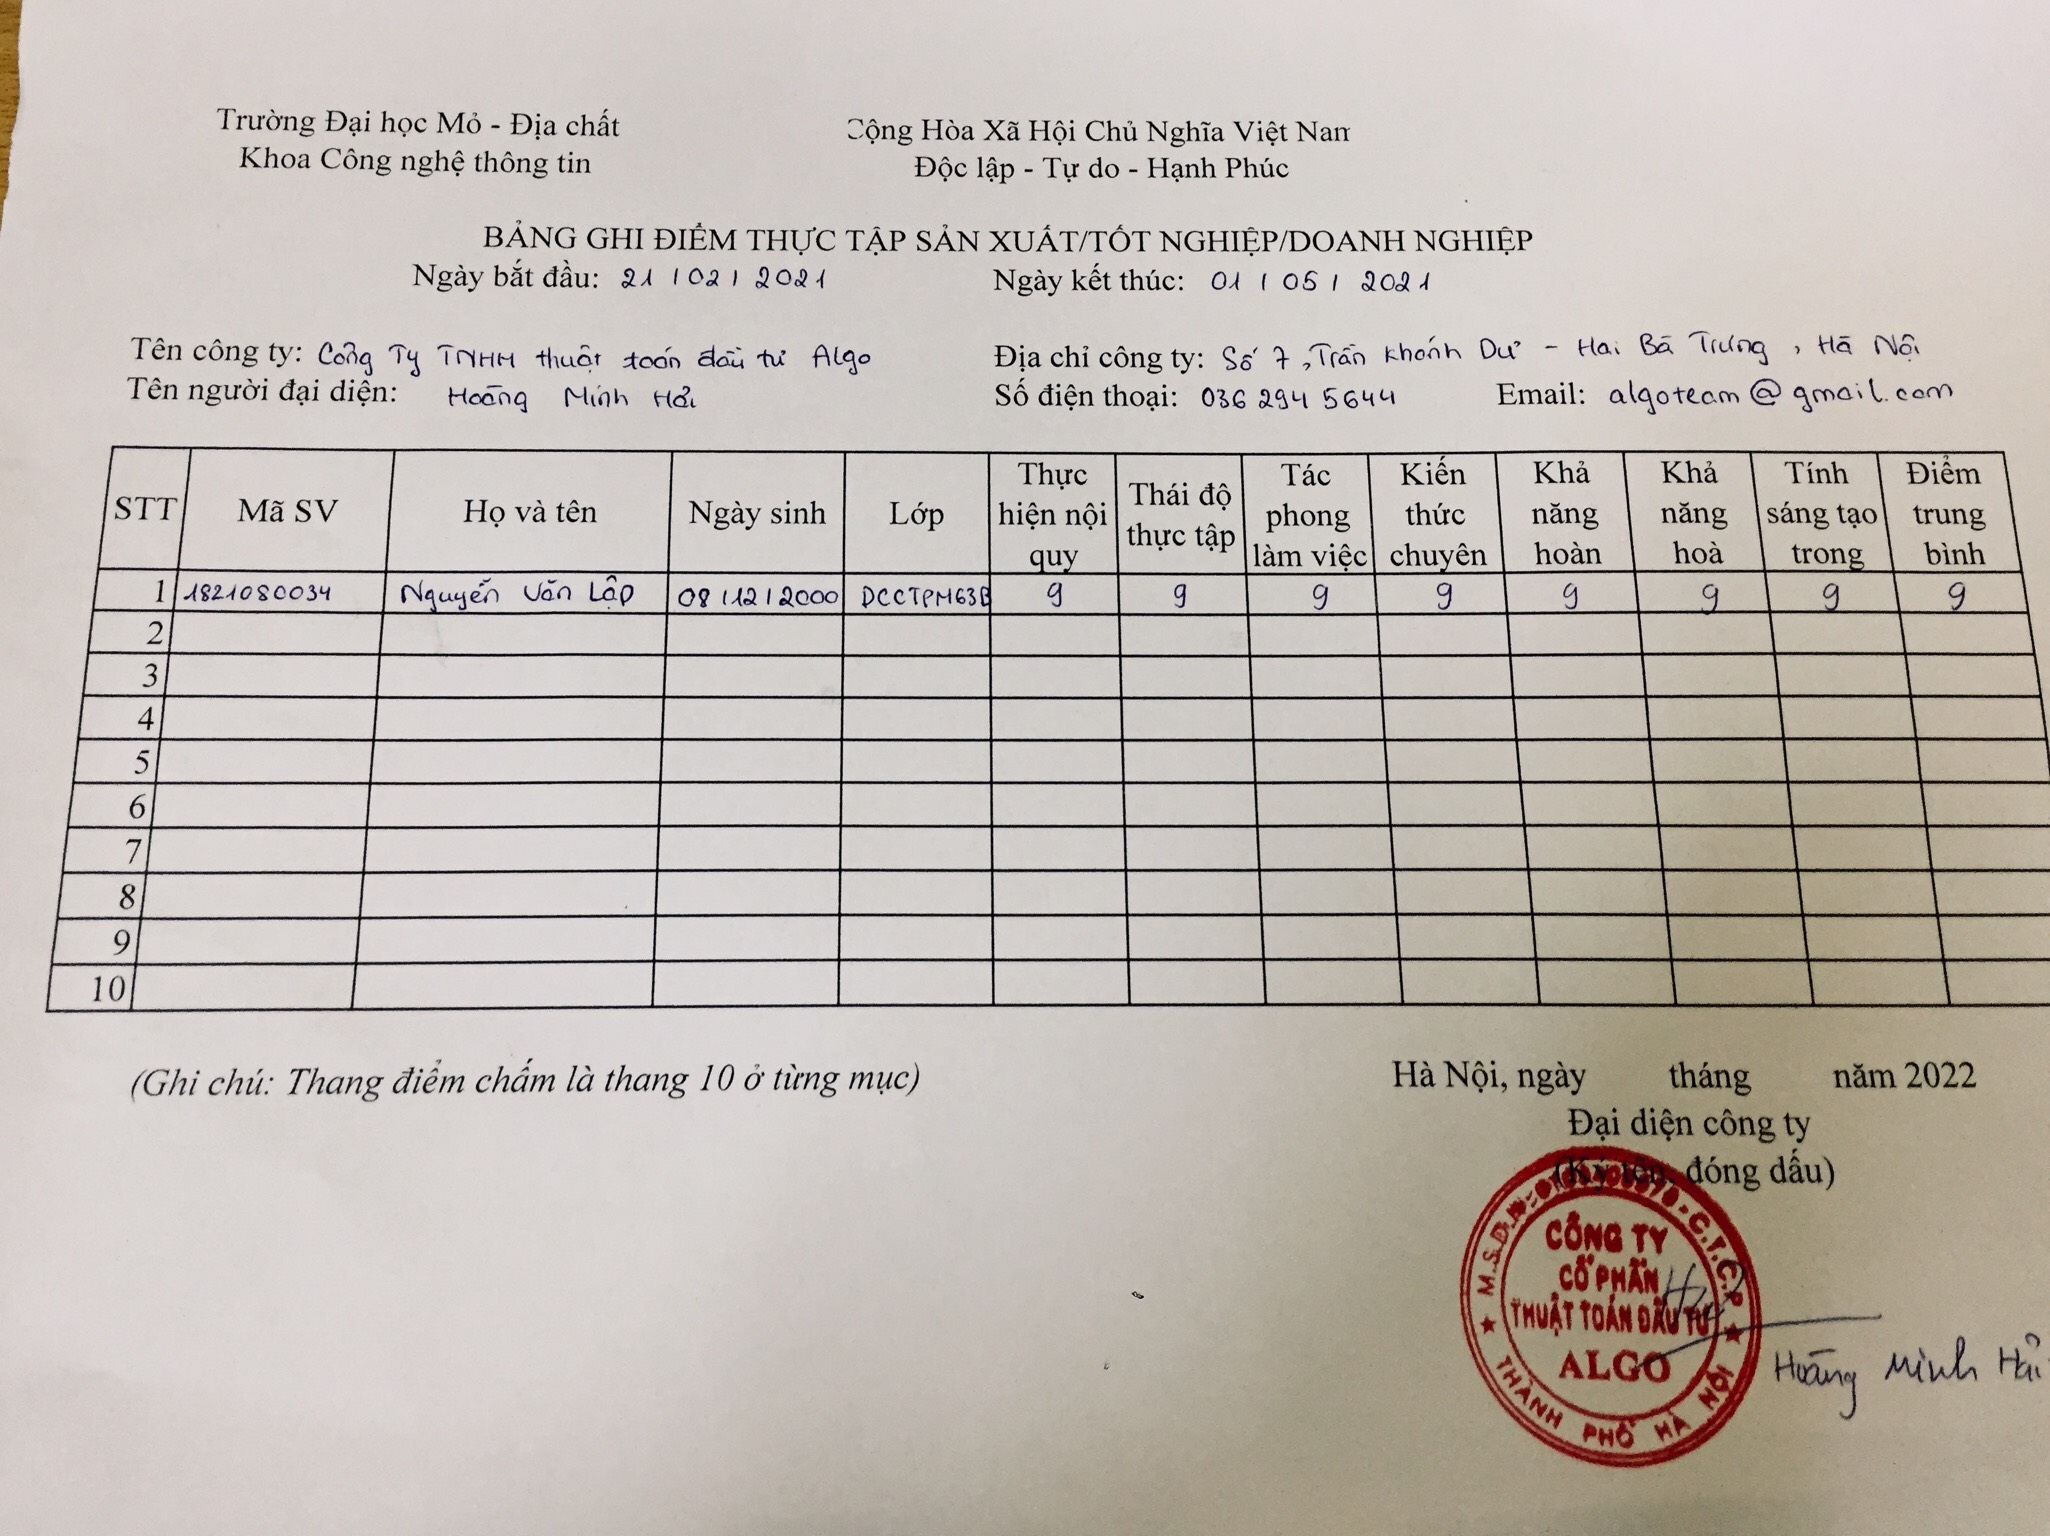 Trường Đại học Mỏ - Địa chất
Khoa Công nghệ thông tin
Cộng Hòa Xã Hội Chủ Nghĩa Việt Nam
Độc lập - Tự do - Hạnh Phúc
BẢNG GHI ĐIỂM THỰC TẬP SẢN XUẤT/TỐT NGHIỆP/DOANH NGHIỆP
Ngày bắt đầu: 21/02/2021 Ngày kết thúc: 01/05/2021
Tên công ty: Công Ty TNHH thuật toán đầu tư Algo Địa chỉ công ty: Số 7, Trần Khánh Dư - Hai Bà Trưng, Hà Nội
Tên người đại diện: Hoàng Minh Hải Số điện thoại: 036 294 5644 Email: algoteam@gmail.com
STT Mã SV Họ và tên Ngày sinh Lớp Thực hiện nội quy Thái độ thực tập Tác phong làm việc Kiến thức chuyên Khả năng hoàn Khả năng hoà Tính sáng tạo trong Điểm trung bình
1 1821080034 Nguyễn Văn Lập 08/12/2000 DCCTPM63B 9 9 9 9 9 9 9 9
2
3
4
5
6
7
8
9
10
(Ghi chú: Thang điểm chấm là thang 10 ở từng mục)
Hà Nội, ngày tháng năm 2022
Đại diện công ty
(Ký tên, đóng dấu)
M.S.D.N: - C.T.C.P
CÔNG TY
CỔ PHẦN
THUẬT TOÁN ĐẦU TƯ
ALGO
THÀNH PHỐ HÀ NỘI
Hoàng Minh Hải